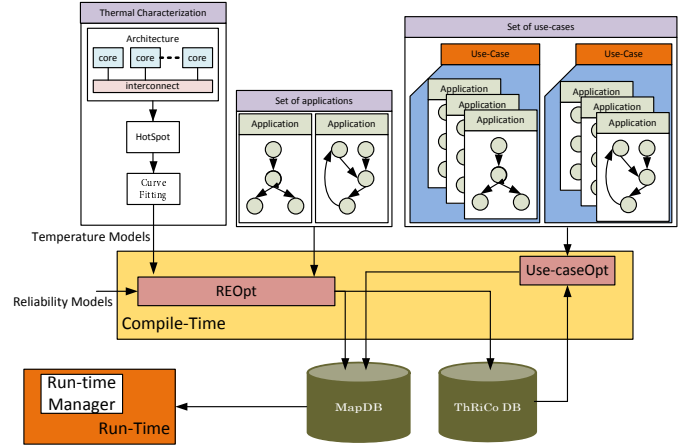 Thermal Characterization
Architecture
core
core
core
interconnect
HotSpot
Curve
Fitting
Set of applications
Application
Application
Set of use-cases
Use-Case
Application
Application
Application
Use-Case
Application
Application
Application
Temperature Models
Reliability Models
REOpt
Use-caseOpt
Compile-Time
Run-time
Manager
Run-Time
MapDB
ThRiCo DB